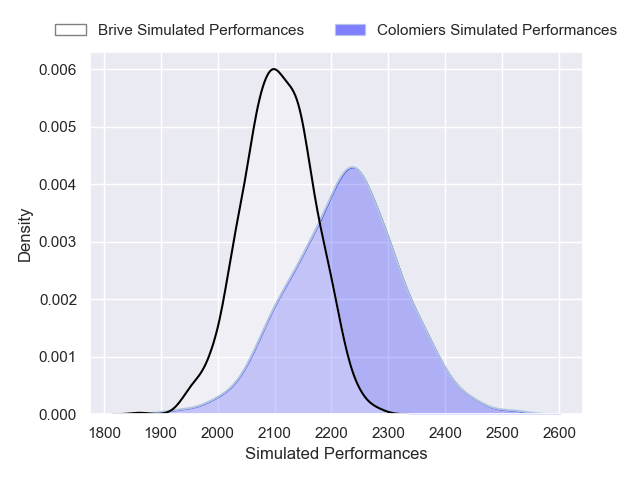 Brive Simulated Performances Colomiers Simulated Performances
0.006
0.005
0.004
0.003
0.002
0.001
0.000
Density
1800 1900 2000 2100 2200 2300 2400 2500 2600
Simulated Performances